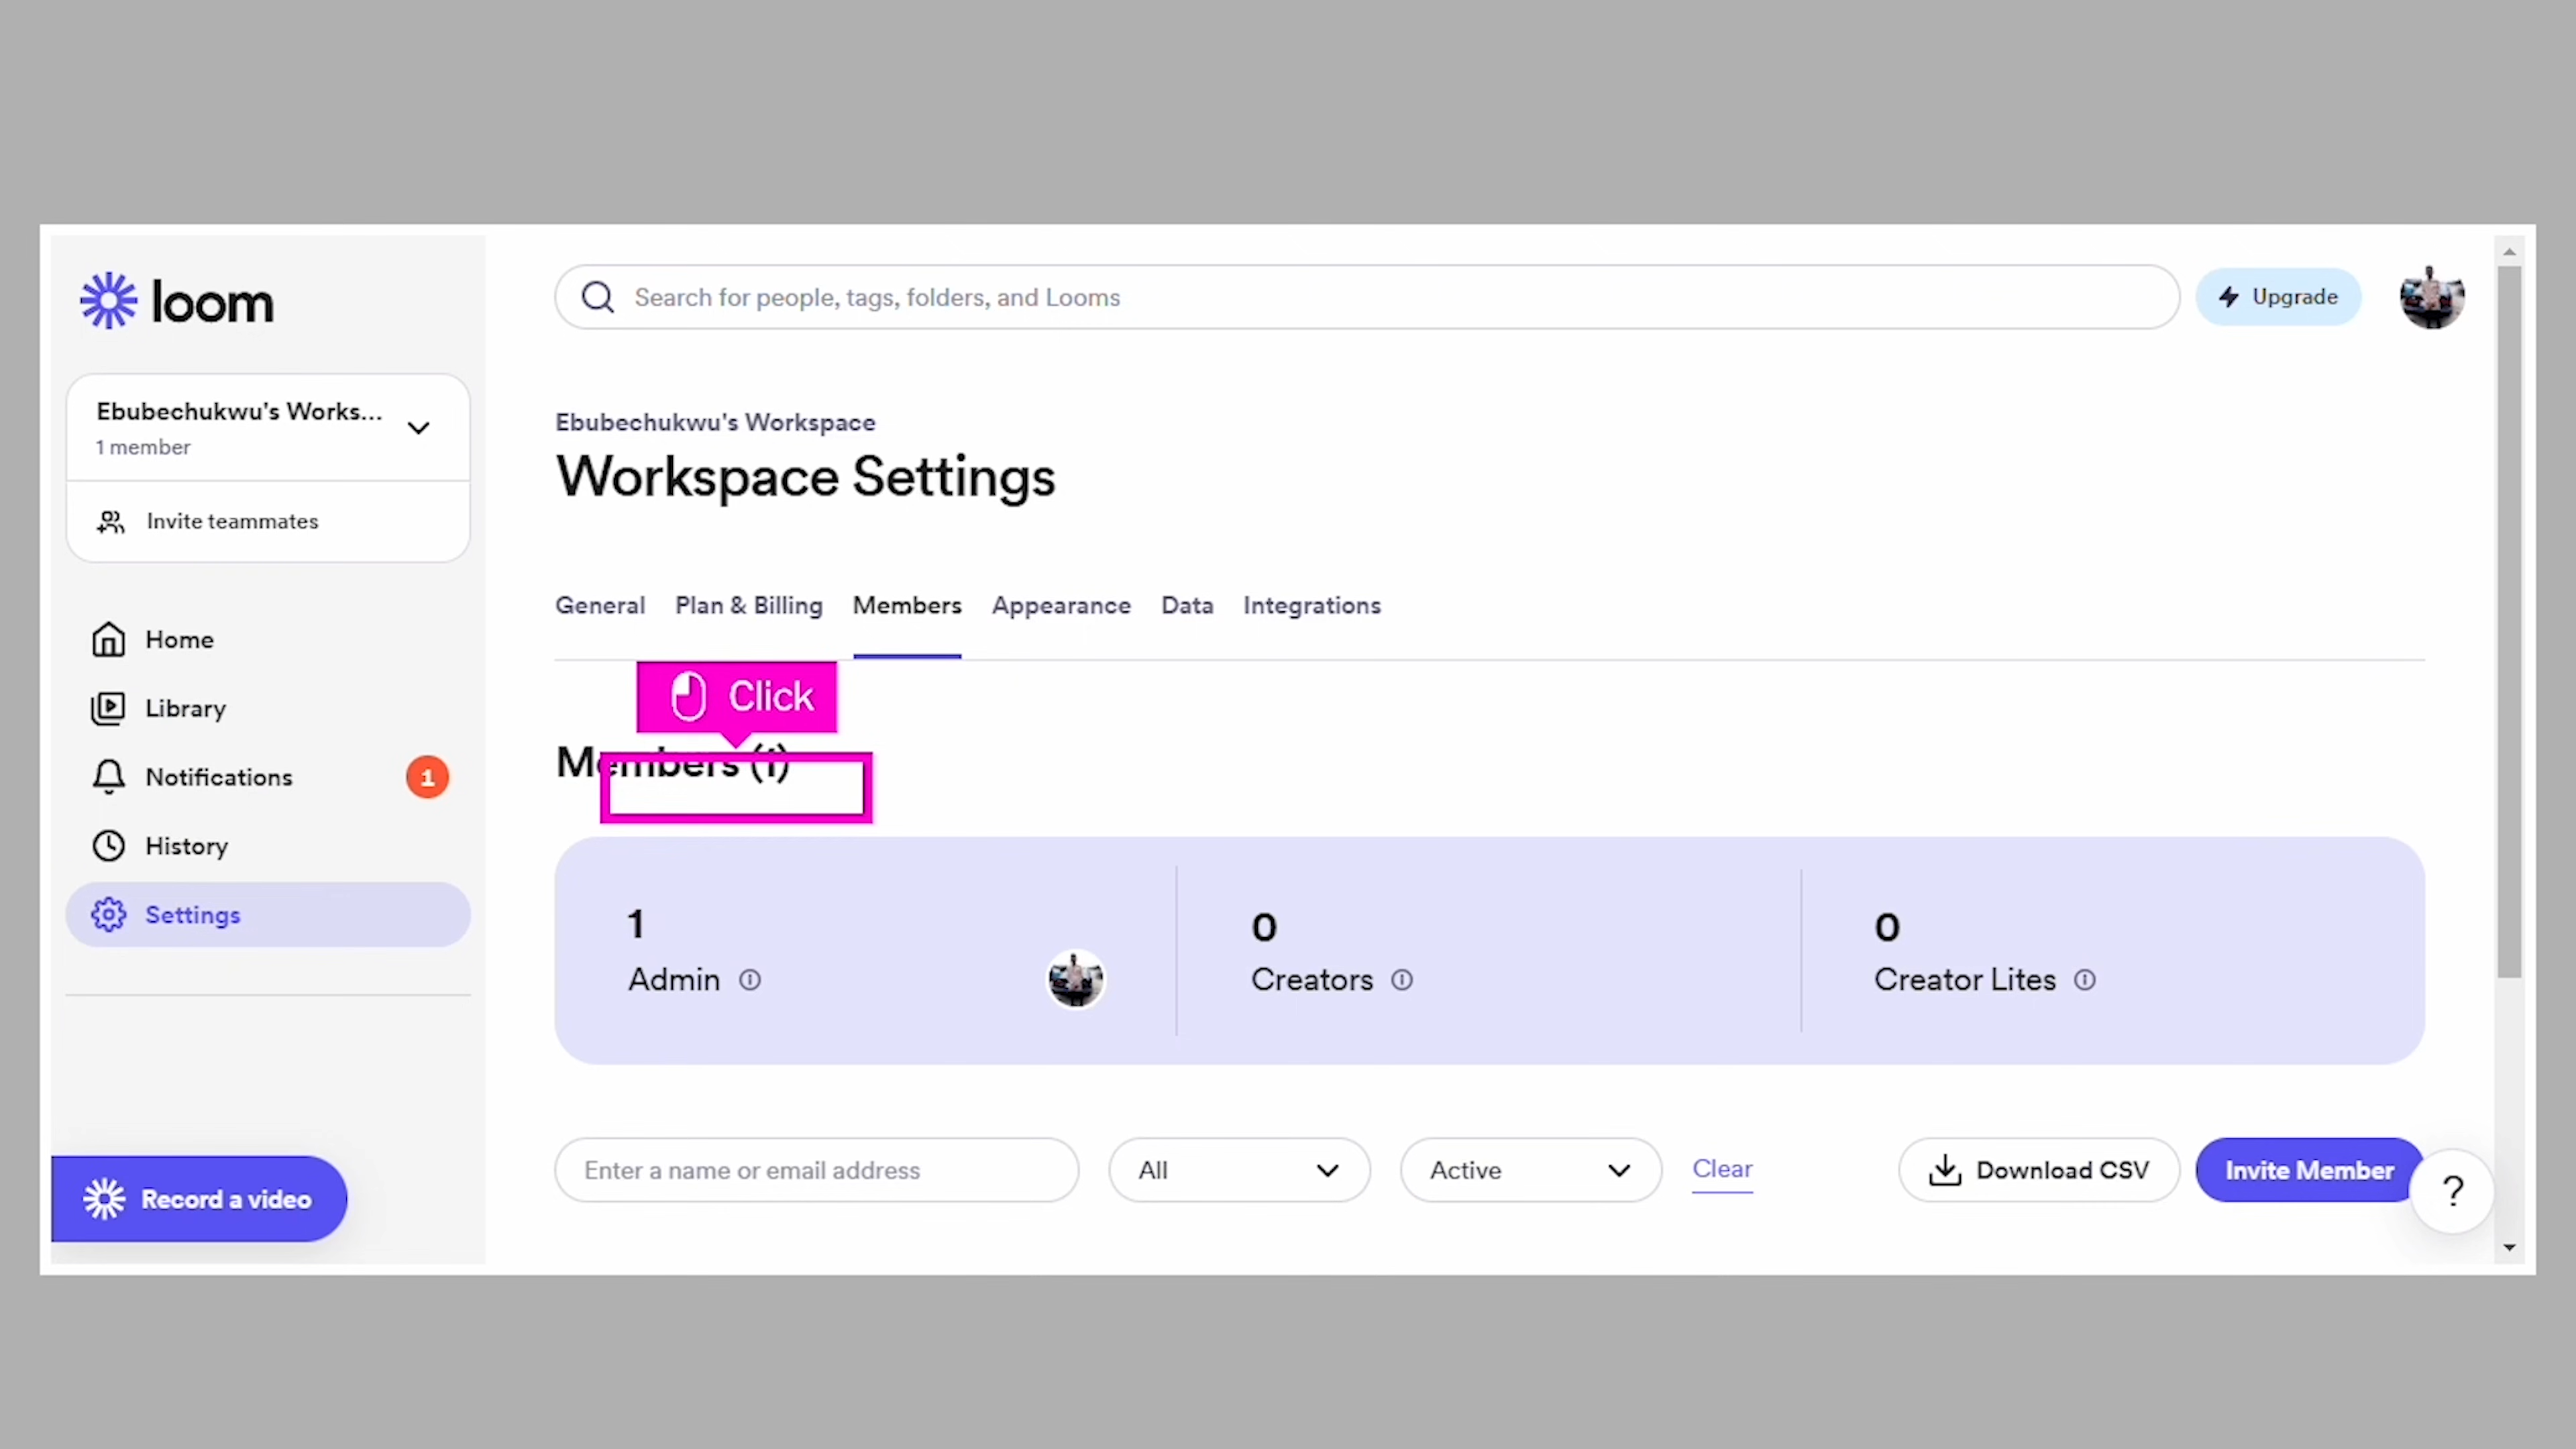 loom
Search for people, tags, folders, and Looms
Upgrade
Ebubechukwu's Works...
1 member
Invite teammates
Home
Library
Notifications
1
History
Settings
Record a video
Ebubechukwu's Workspace
Workspace Settings
General Plan & Billing Members Appearance Data Integrations
Click
Members (1)
1
Admin
0
Creators
0
Creator Lites
Enter a name or email address
All
Active
Clear
Download CSV
Invite Member
?